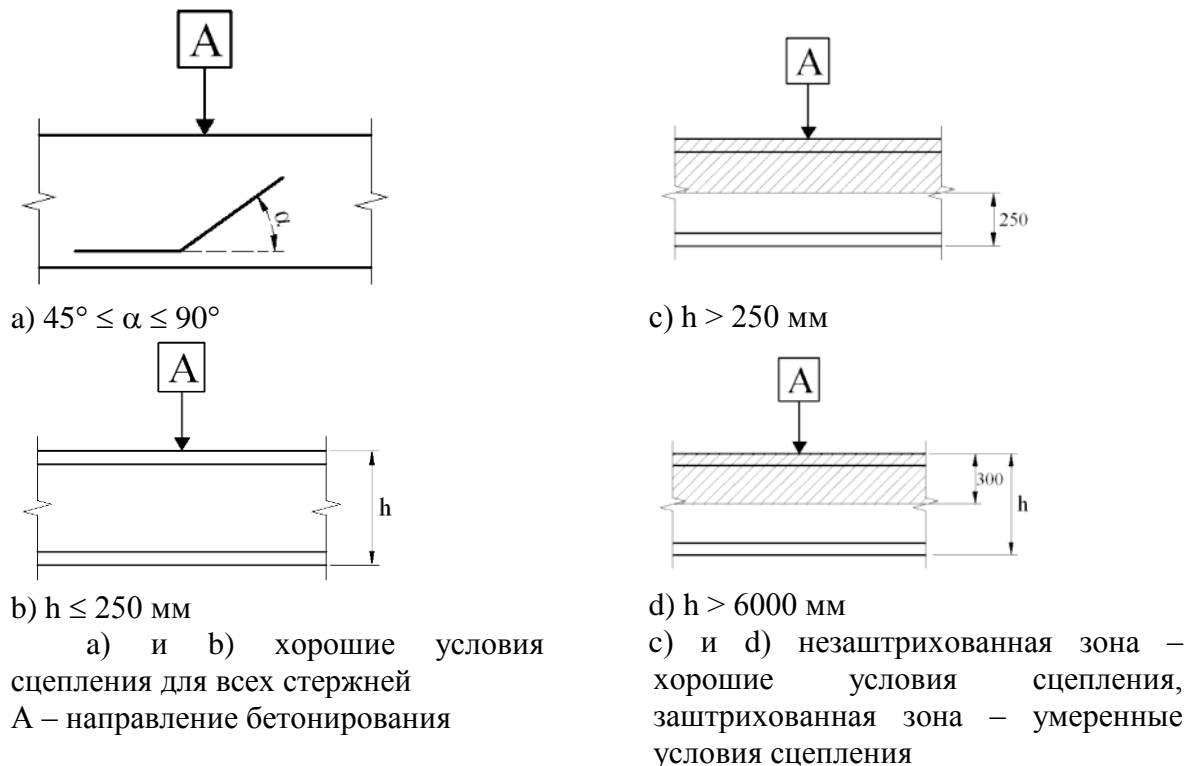 A
α
a) 45° ≤ α ≤ 90°
A
h
b) h ≤ 250 мм
a) и b) хорошие условия
сцепления для всех стержней
A – направление бетонирования
A
250
c) h > 250 мм
A
300
h
d) h > 6000 мм
c) и d) незаштрихованная зона –
хорошие условия сцепления,
заштрихованная зона – умеренные
условия сцепления